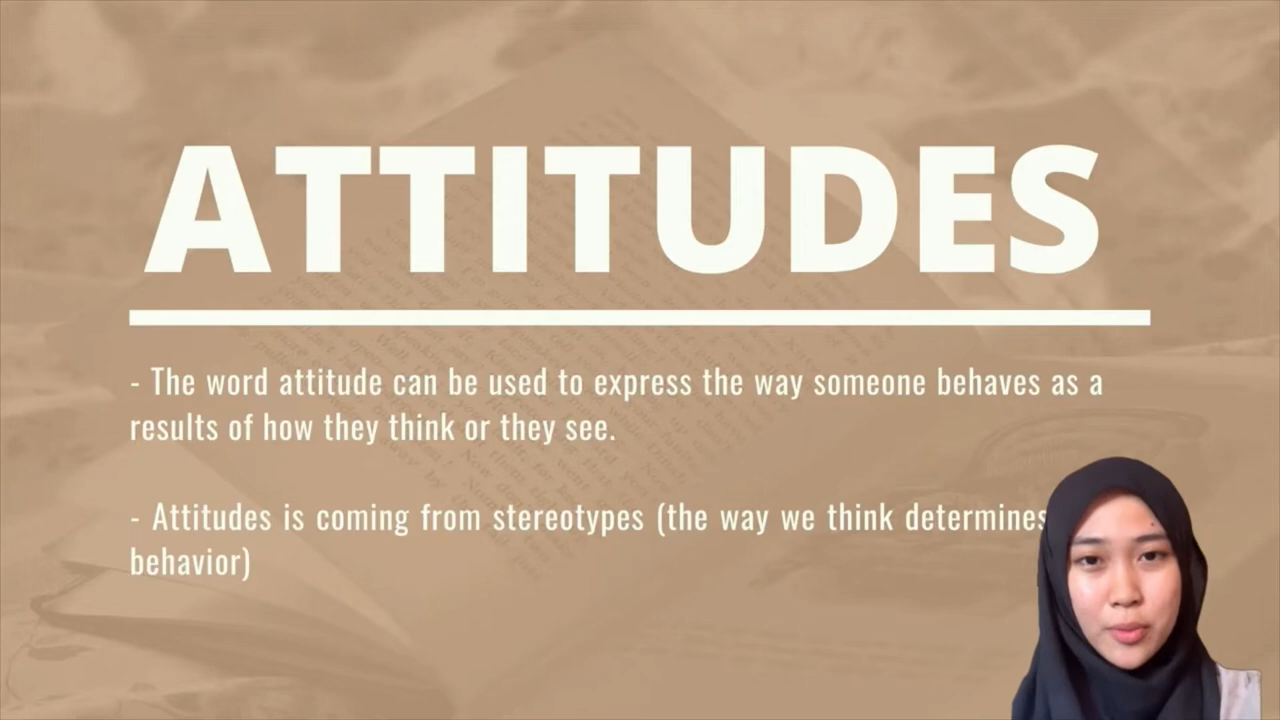 ATTITUDES
- The word attitude can be used to express the way someone behaves as a
results of how they think or they see.
- Attitudes is coming from stereotypes (the way we think determines
behavior)